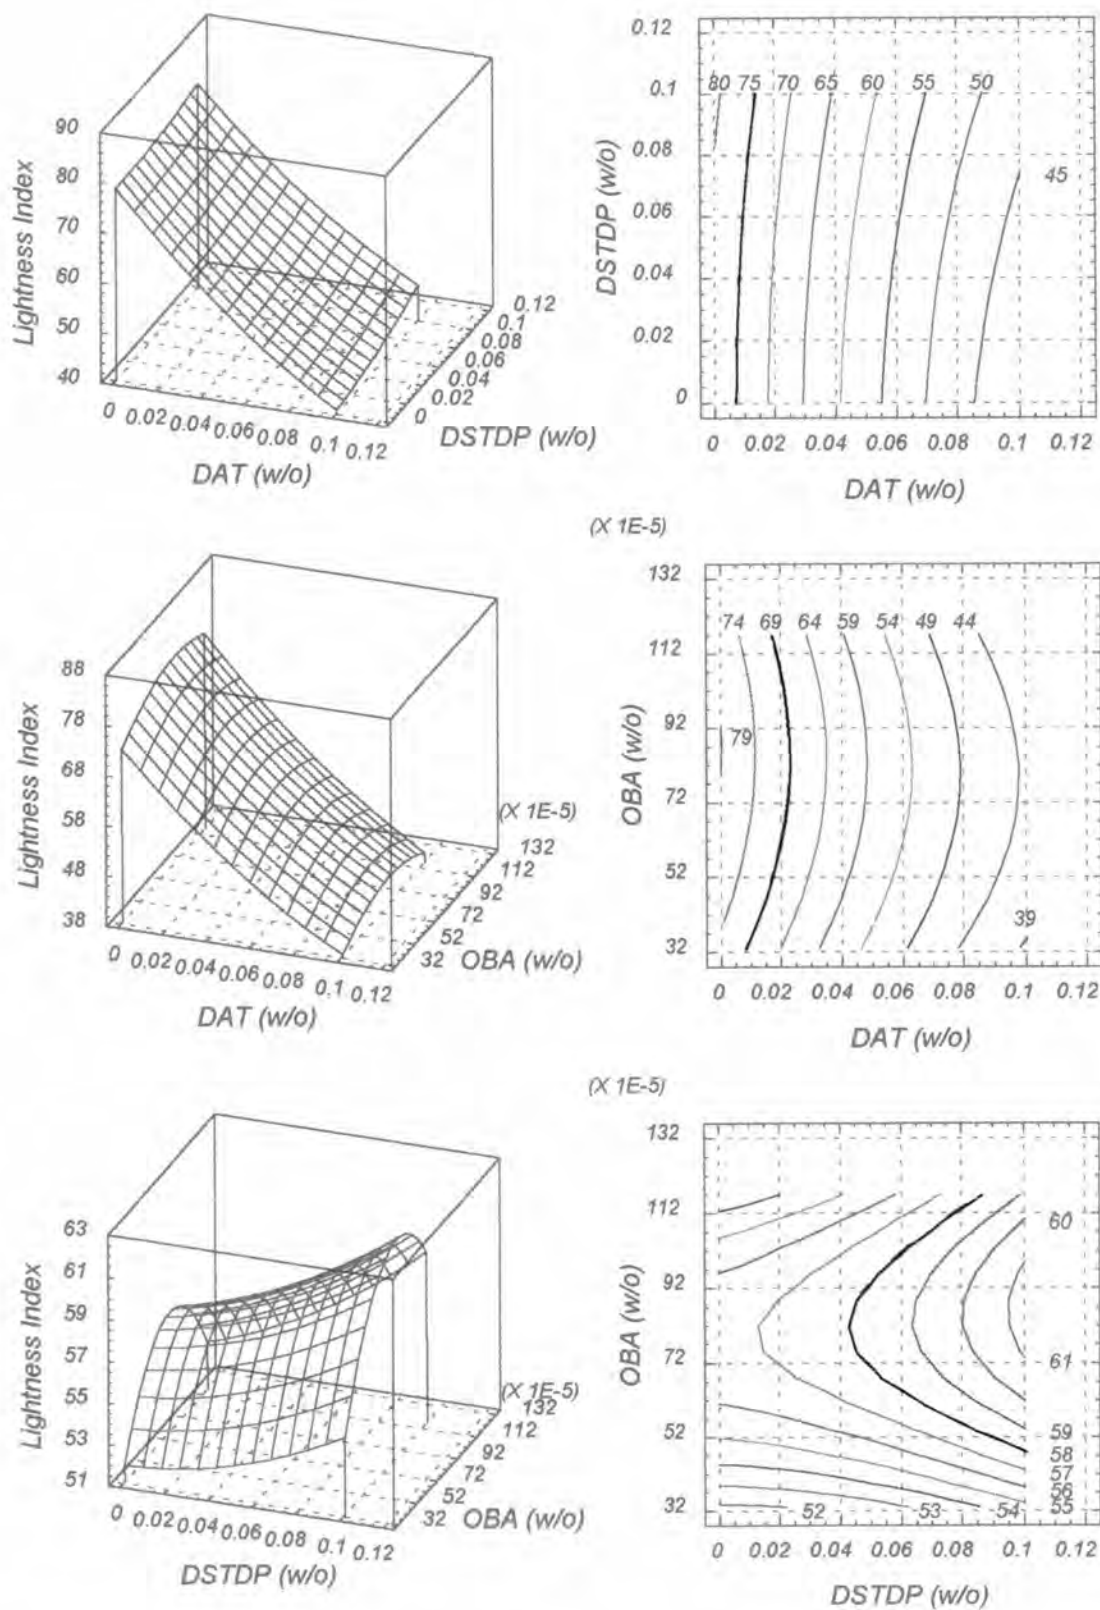 Lightness Index
90
80
70
60
50
40
0 0.02 0.04 0.06 0.08 0.1 0.12
DAT (w/o)
0.12
0.1
0.08
0.06
0.04
0.02
0
DSTDP (w/o)
DSTDP (w/o)
0.12
0.1
0.08
0.06
0.04
0.02
0
80 75 70 65 60 55 50
45
0 0.02 0.04 0.06 0.08 0.1 0.12
DAT (w/o)
Lightness Index
88
78
68
58
48
38
0 0.02 0.04 0.06 0.08 0.1 0.12
DAT (w/o)
(X 1E-5)
132
112
92
72
52
32 OBA (w/o)
(X 1E-5)
OBA (w/o)
132
112
92
72
52
32
74 69 64 59 54 49 44
79
39
0 0.02 0.04 0.06 0.08 0.1 0.12
DAT (w/o)
Lightness Index
63
61
59
57
55
53
51
0 0.02 0.04 0.06 0.08 0.1 0.12
DSTDP (w/o)
(X 1E-5)
132
112
92
72
52
32 OBA (w/o)
(X 1E-5)
OBA (w/o)
132
112
92
72
52
32
60
61
59
58
57
56
55
52 53 54
0 0.02 0.04 0.06 0.08 0.1 0.12
DSTDP (w/o)